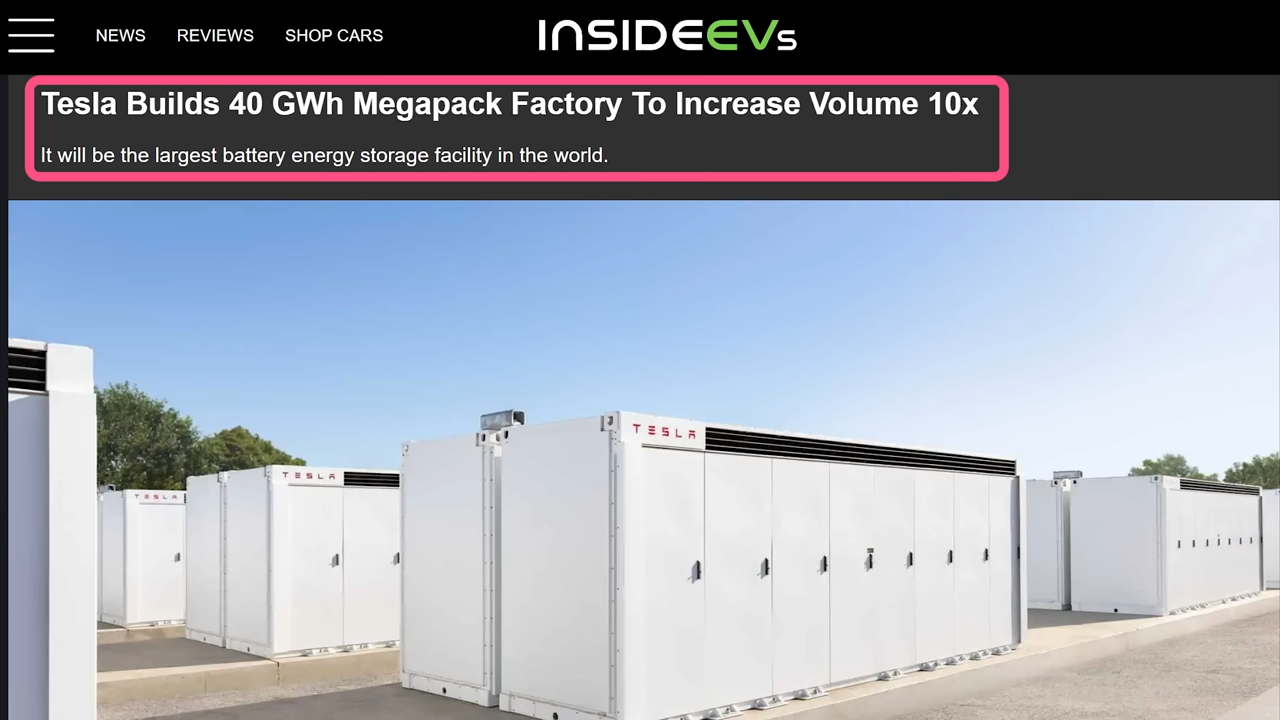 NEWS REVIEWS SHOP CARS INSIDEEVs
Tesla Builds 40 GWh Megapack Factory To Increase Volume 10x
It will be the largest battery energy storage facility in the world.
TESLA
TESLA
TESLA